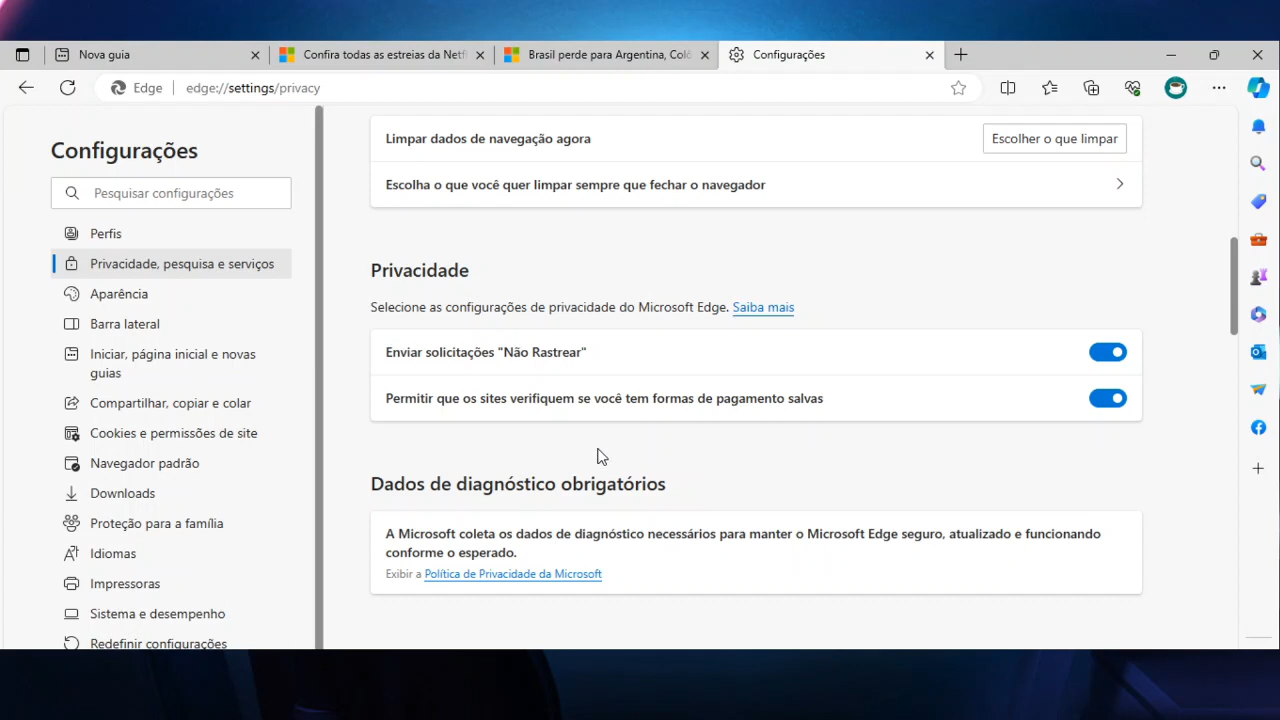 Nova guia
Confira todas as estreias da Netfl
Brasil perde para Argentina, Coló
Configurações
Edge
edge://settings/privacy
Configurações
Pesquisar configurações
Perfis
Privacidade, pesquisa e serviços
Aparência
Barra lateral
Iniciar, página inicial e novas
guias
Compartilhar, copiar e colar
Cookies e permissões de site
Navegador padrão
Downloads
Proteção para a família
Idiomas
Impressoras
Sistema e desempenho
Redefinir configurações
Limpar dados de navegação agora
Escolher o que limpar
Escolha o que você quer limpar sempre que fechar o navegador
Privacidade
Selecione as configurações de privacidade do Microsoft Edge. Saiba mais
Enviar solicitações "Não Rastrear"
Permitir que os sites verifiquem se você tem formas de pagamento salvas
Dados de diagnóstico obrigatórios
A Microsoft coleta os dados de diagnóstico necessários para manter o Microsoft Edge seguro, atualizado e funcionando
conforme o esperado.
Exibir a Política de Privacidade da Microsoft